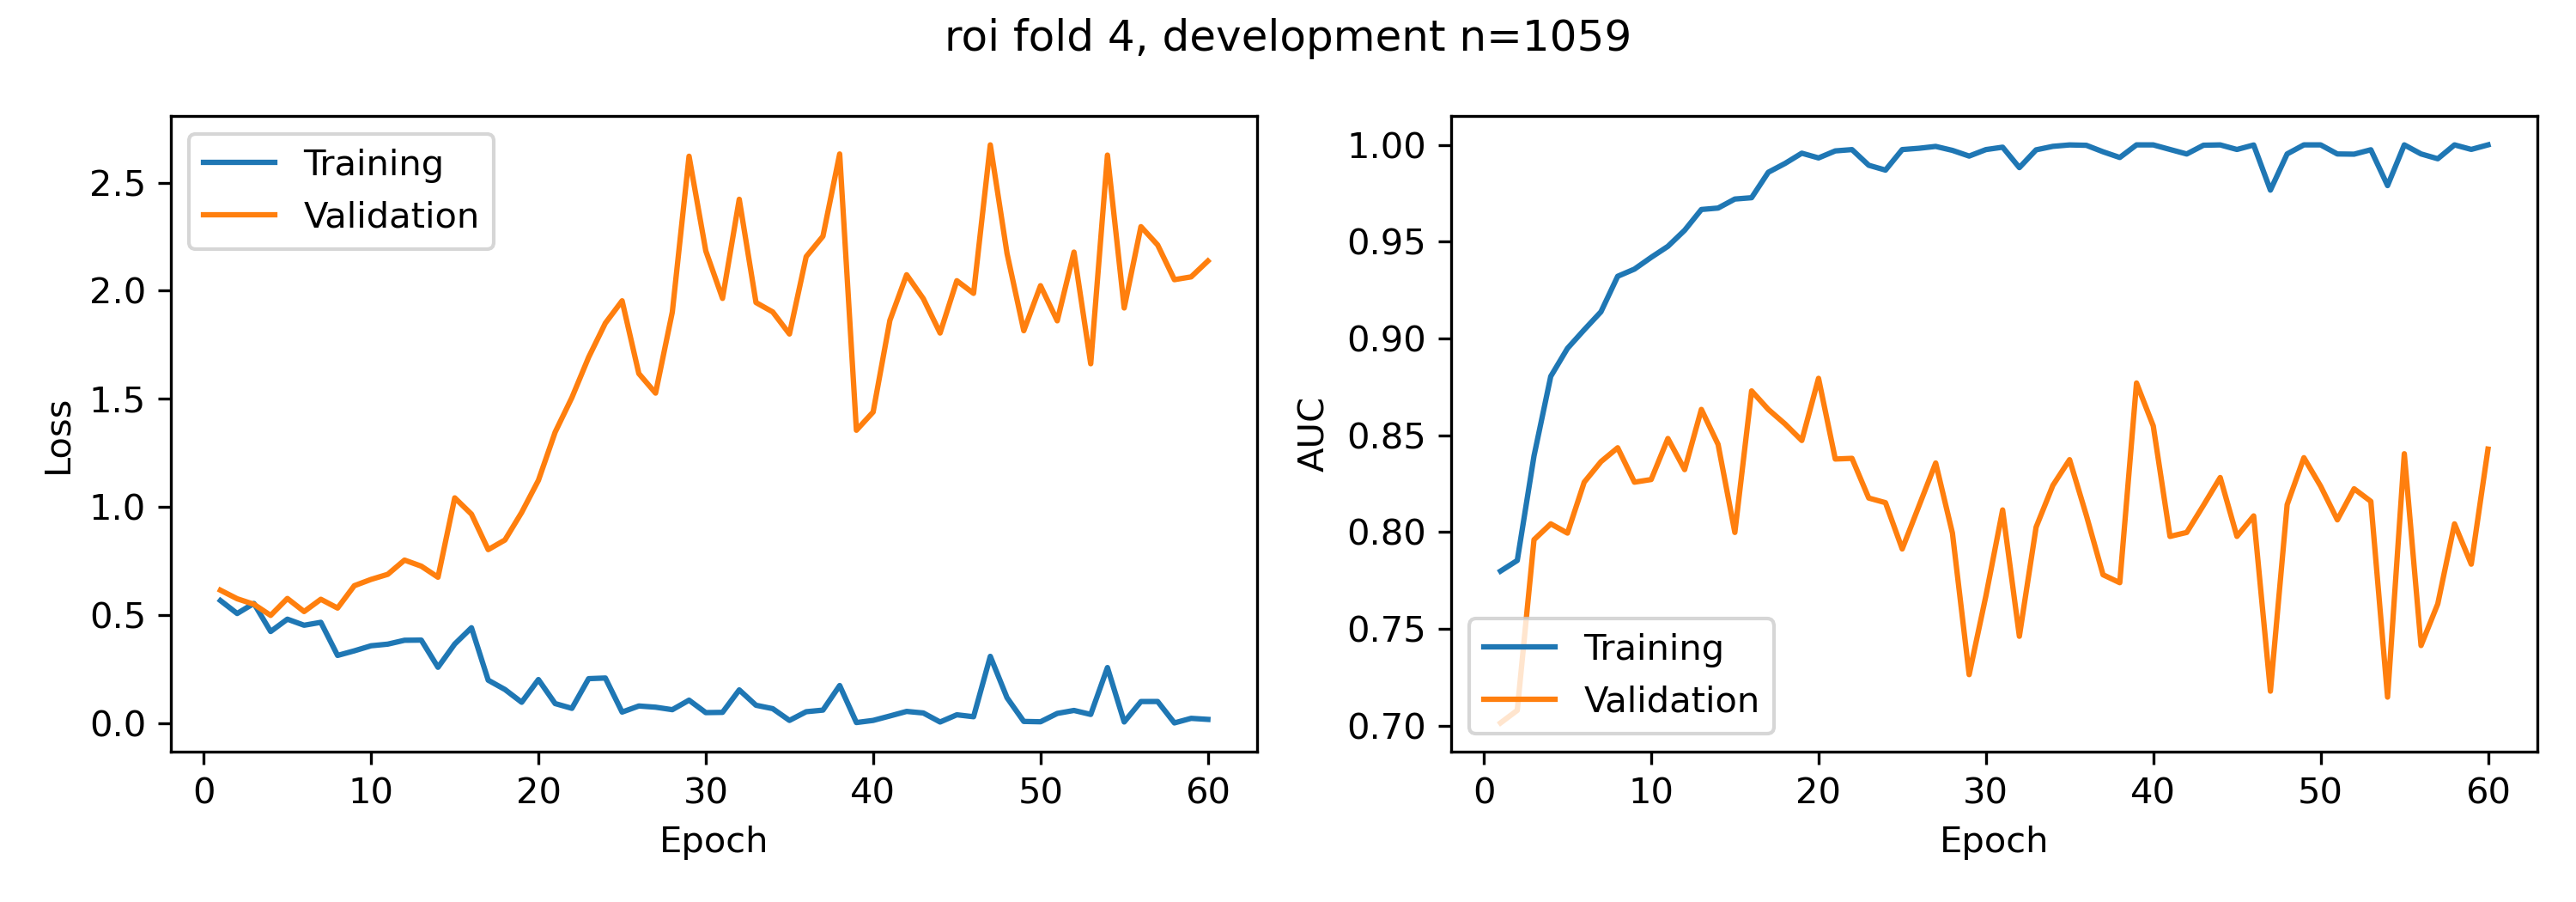 roi fold 4, development n=1059
Training
Validation
2.5
2.0
1.5
1.0
0.5
0.0
Loss
0 10 20 30 40 50 60
Epoch
1.00
0.95
0.90
0.85
0.80
0.75
0.70
AUC
Training
Validation
0 10 20 30 40 50 60
Epoch